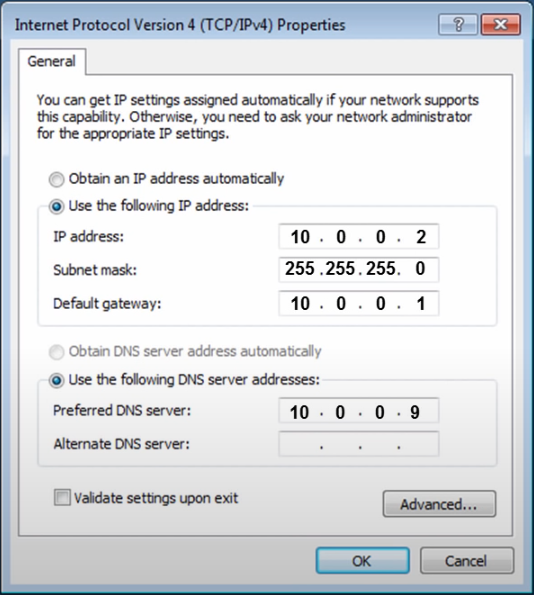 Internet Protocol Version 4 (TCP/IPv4) Properties
General
You can get IP settings assigned automatically if your network supports
this capability. Otherwise, you need to ask your network administrator
for the appropriate IP settings.
Obtain an IP address automatically
Use the following IP address:
IP address: 10 . 0 . 0 . 2
Subnet mask: 255 . 255 . 255 . 0
Default gateway: 10 . 0 . 0 . 1
Obtain DNS server address automatically
Use the following DNS server addresses:
Preferred DNS server: 10 . 0 . 0 . 9
Alternate DNS server: . . .
Validate settings upon exit
Advanced...
OK Cancel